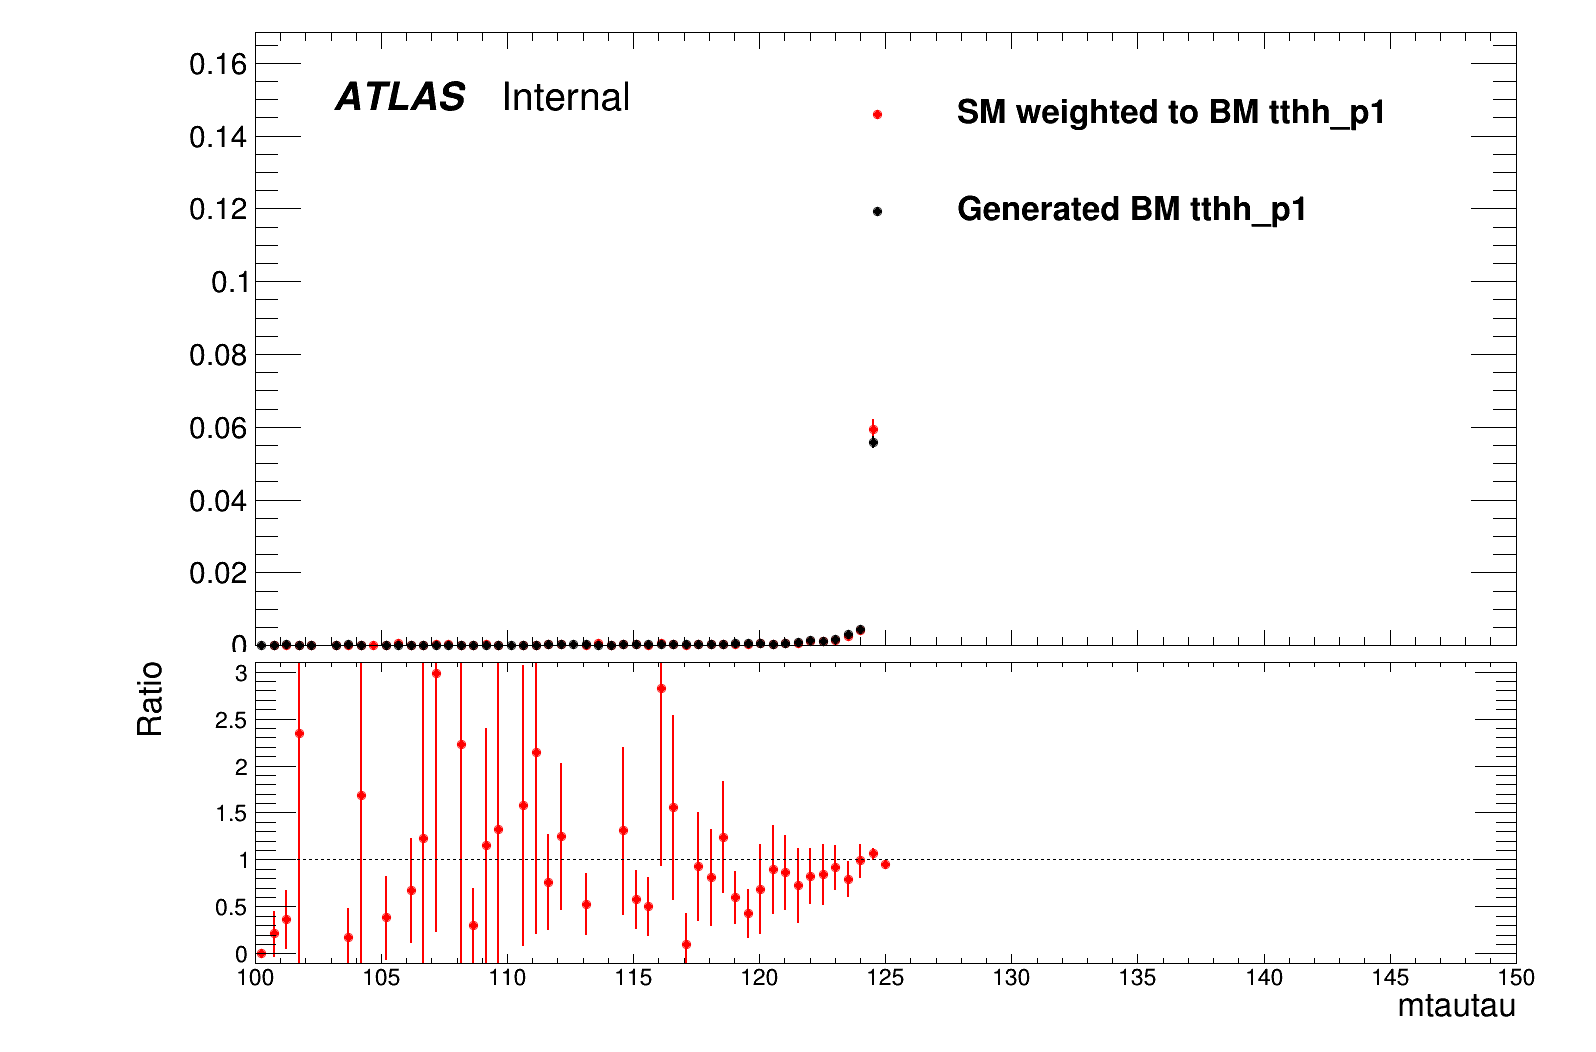 0.16
ATLAS Internal
SM weighted to BM tthh_p1
0.14
0.12
Generated BM tthh_p1
0.1
0.08
0.06
0.04
0.02
0
Ratio
3
2.5
2
1.5
1
0.5
0
100 105 110 115 120 125 130 135 140 145 150
mtautau